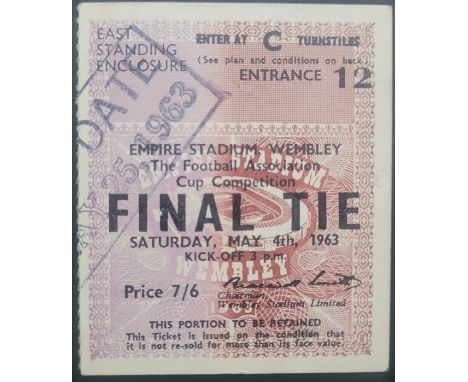 EAST
STANDING
ENCLOSURE
ENTER AT C TURNSTILES
(See plan and conditions on back)
ENTRANCE 12
DATE
MAY 25 1963
EMPIRE STADIUM, WEMBLEY
The Football Association
Cup Competition
FINAL TIE
SATURDAY, MAY 4th, 1963
KICK-OFF 3 p.m.
WEMBLEY
Price 7/6
Chairman,
Wembley Stadium Limited
THIS PORTION TO BE RETAINED
This Ticket is issued on the condition that
it is not re-sold for more than its face value.